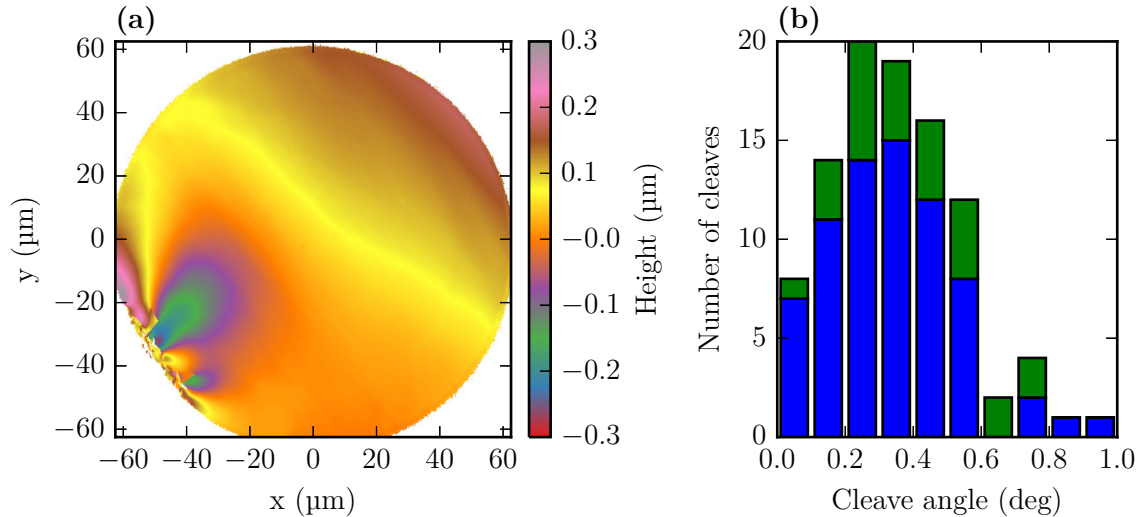 (a)
60
40
20
0
−20
−40
−60
y (µm)
−60 −40 −20 0 20 40 60
x (µm)
0.3
0.2
0.1
−0.0
−0.1
−0.2
−0.3
Height (µm)
(b)
20
15
10
5
0
Number of cleaves
0.0 0.2 0.4 0.6 0.8 1.0
Cleave angle (deg)